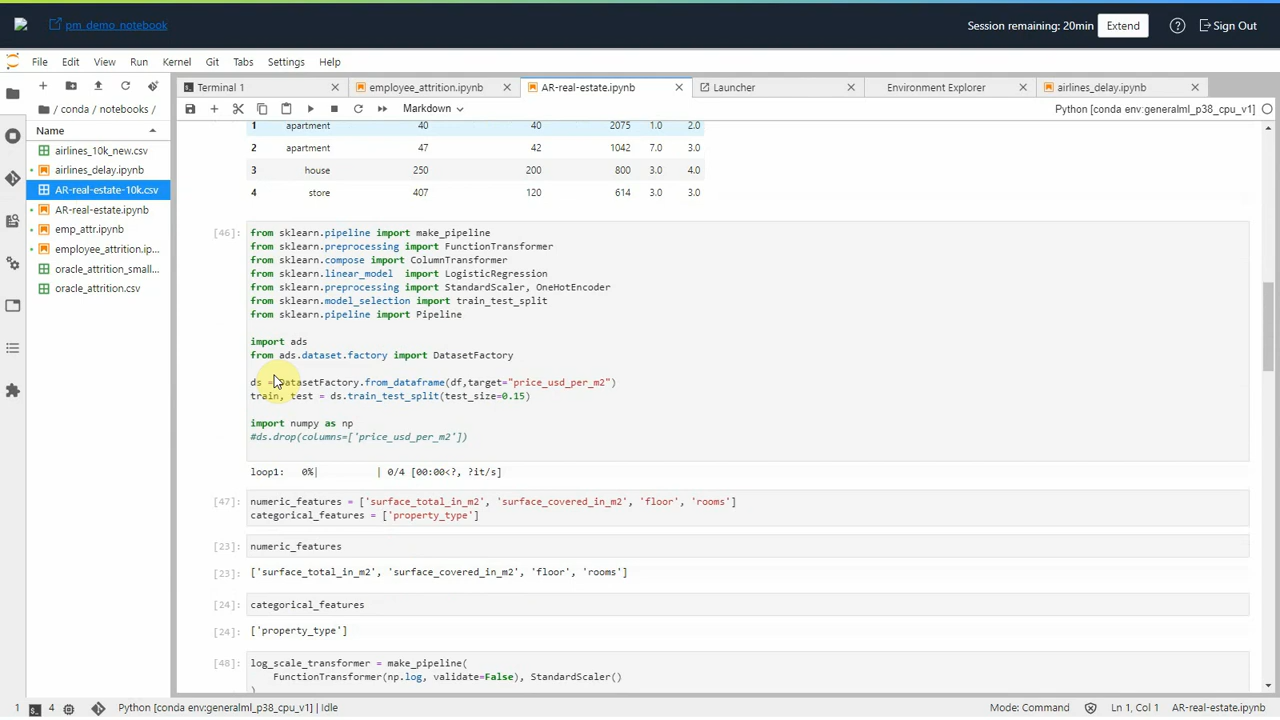 pm_demo_notebook
Session remaining: 20min
Extend
Sign Out
File Edit View Run Kernel Git Tabs Settings Help
Terminal 1
employee_attrition.ipynb
AR-real-estate.ipynb
Launcher
Environment Explorer
airlines_delay.ipynb
/ conda / notebooks /
Markdown
Python [conda env:generalml_p38_cpu_v1]
Name
airlines_10k_new.csv
airlines_delay.ipynb
AR-real-estate-10k.csv
AR-real-estate.ipynb
emp_attr.ipynb
employee_attrition.ip...
oracle_attrition_small...
oracle_attrition.csv
1 apartment 40 40 2075 1.0 2.0
2 apartment 47 42 1042 7.0 3.0
3 house 250 200 800 3.0 4.0
4 store 407 120 614 3.0 3.0
[46]: from sklearn.pipeline import make_pipeline
from sklearn.preprocessing import FunctionTransformer
from sklearn.compose import ColumnTransformer
from sklearn.linear_model import LogisticRegression
from sklearn.preprocessing import StandardScaler, OneHotEncoder
from sklearn.model_selection import train_test_split
from sklearn.pipeline import Pipeline
import ads
from ads.dataset.factory import DatasetFactory
ds = DatasetFactory.from_dataframe(df,target="price_usd_per_m2")
train, test = ds.train_test_split(test_size=0.15)
import numpy as np
#ds.drop(columns=['price_usd_per_m2'])
loop1: 0%| | 0/4 [00:00<?, ?it/s]
[47]: numeric_features = ['surface_total_in_m2', 'surface_covered_in_m2', 'floor', 'rooms']
categorical_features = ['property_type']
[23]: numeric_features
[23]: ['surface_total_in_m2', 'surface_covered_in_m2', 'floor', 'rooms']
[24]: categorical_features
[24]: ['property_type']
[48]: log_scale_transformer = make_pipeline(
FunctionTransformer(np.log, validate=False), StandardScaler()
)
1 4 Python [conda env:generalml_p38_cpu_v1] | Idle
Mode: Command
Ln 1, Col 1
AR-real-estate.ipynb